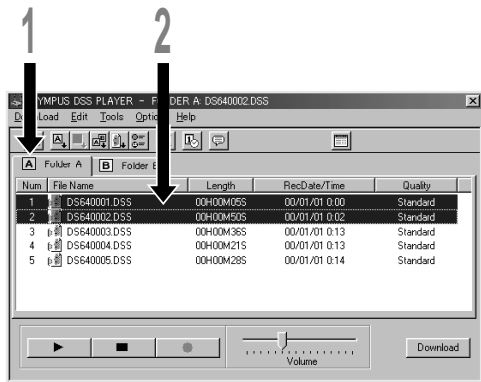 1 2
YMPUS DSS PLAYER - F DER A: DS640002.DSS
Load Edit Tools Help
A Folder A B Folder
Num File Name Length RecDate/Time Quality
1 DS640001.DSS 00H00M05S 00/01/01 0:00 Standard
2 DS640002.DSS 00H00M50S 00/01/01 0:02 Standard
3 DS640003.DSS 00H00M36S 00/01/01 0:13 Standard
4 DS640004.DSS 00H00M21S 00/01/01 0:13 Standard
5 DS640005.DSS 00H00M28S 00/01/01 0:14 Standard
Download
Volume